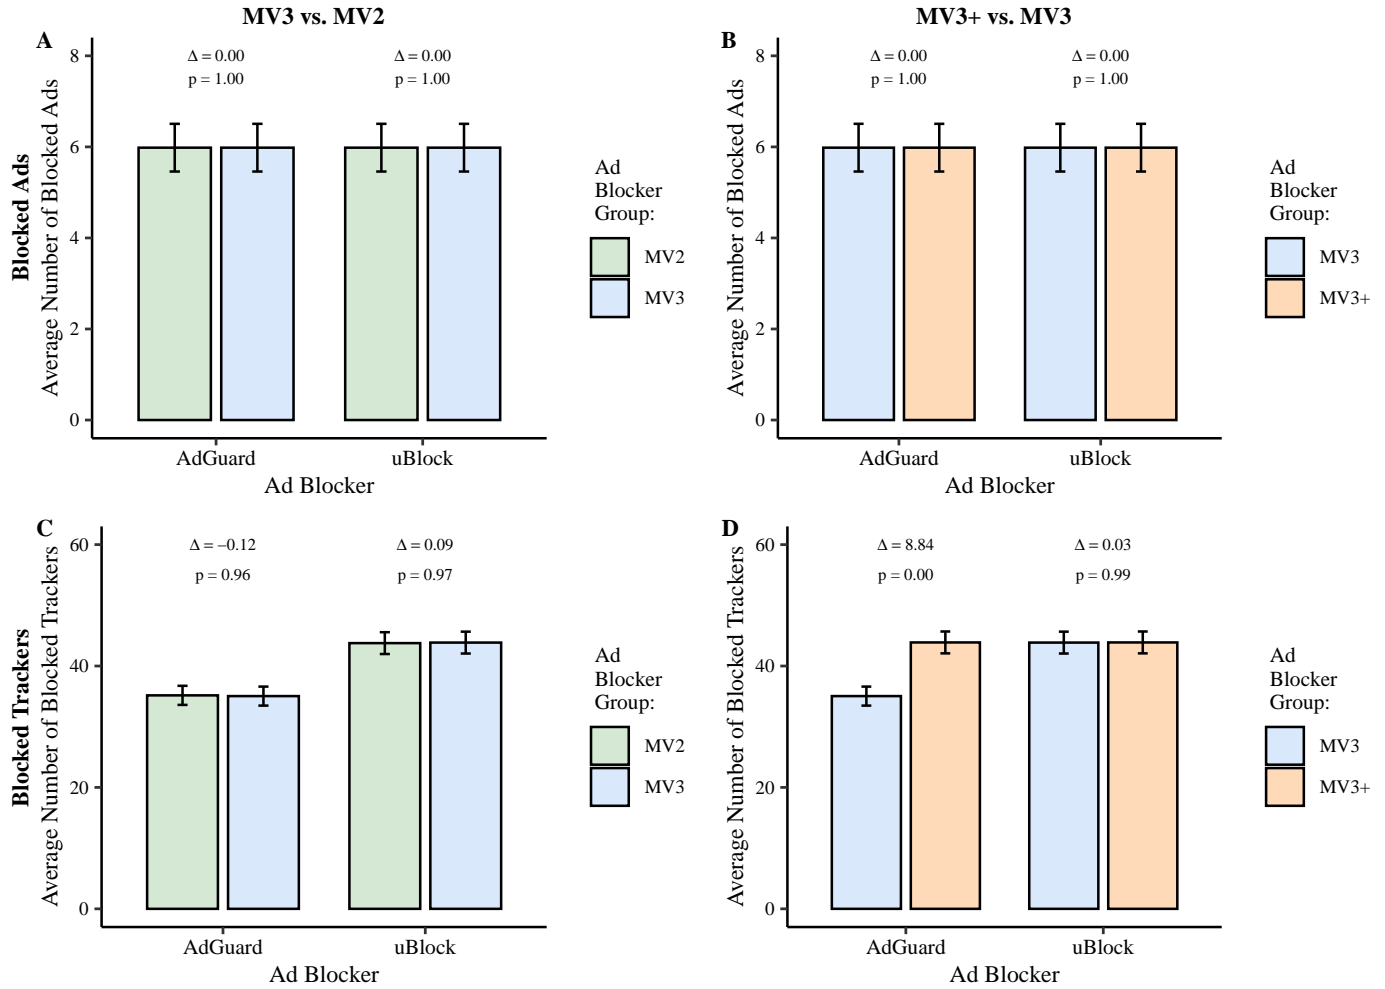 MV3 vs. MV2
MV3+ vs. MV3
A
Δ = 0.00
p = 1.00
Δ = 0.00
p = 1.00
8
6
4
2
0
Blocked Ads
Average Number of Blocked Ads
AdGuard
uBlock
Ad Blocker
Ad
Blocker
Group:
MV2
MV3
B
Δ = 0.00
p = 1.00
Δ = 0.00
p = 1.00
8
6
4
2
0
Average Number of Blocked Ads
AdGuard
uBlock
Ad Blocker
Ad
Blocker
Group:
MV3
MV3+
C
Δ = −0.12
p = 0.96
Δ = 0.09
p = 0.97
60
40
20
0
Blocked Trackers
Average Number of Blocked Trackers
AdGuard
uBlock
Ad Blocker
Ad
Blocker
Group:
MV2
MV3
D
Δ = 8.84
p = 0.00
Δ = 0.03
p = 0.99
60
40
20
0
Average Number of Blocked Trackers
AdGuard
uBlock
Ad Blocker
Ad
Blocker
Group:
MV3
MV3+